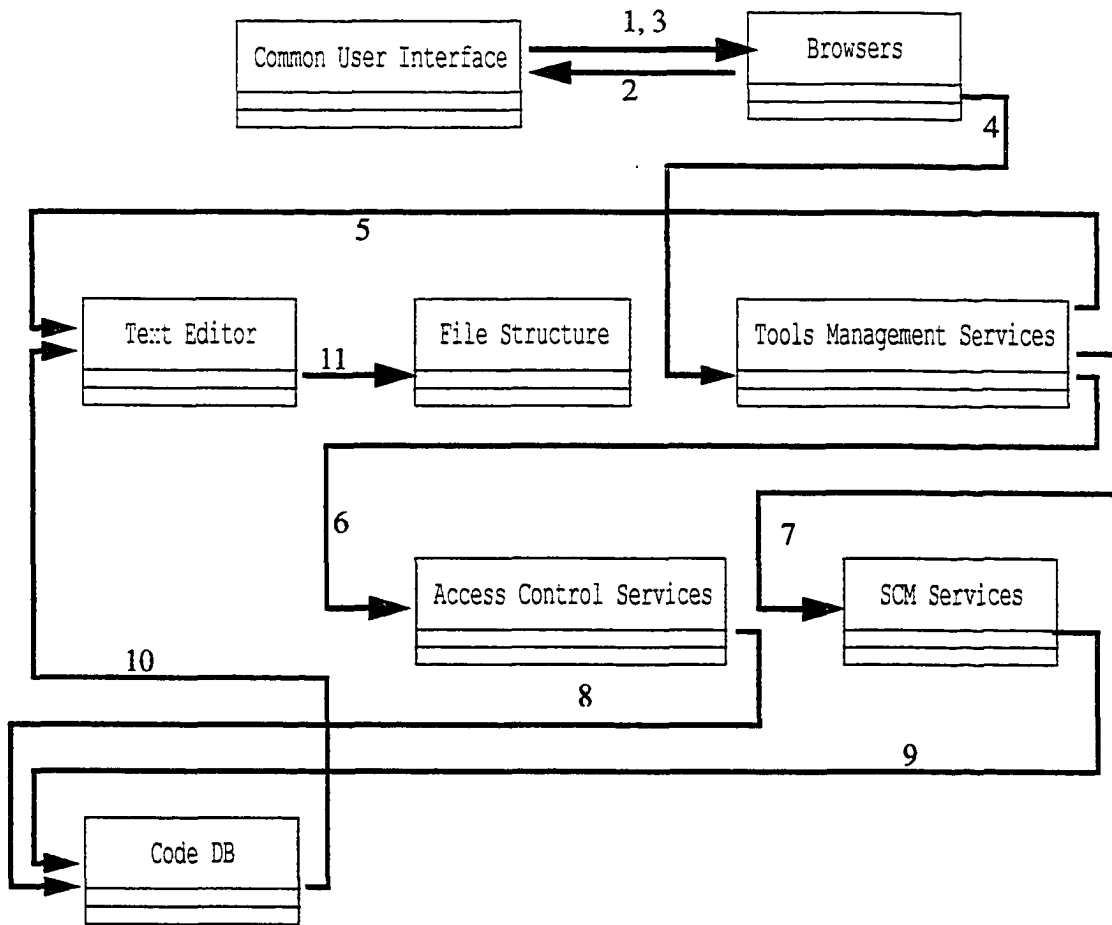 1, 3
Common User Interface
Browsers
2
4
5
Text Editor
File Structure
Tools Management Services
11
6
7
Access Control Services
SCM Services
10
8
9
Code DB